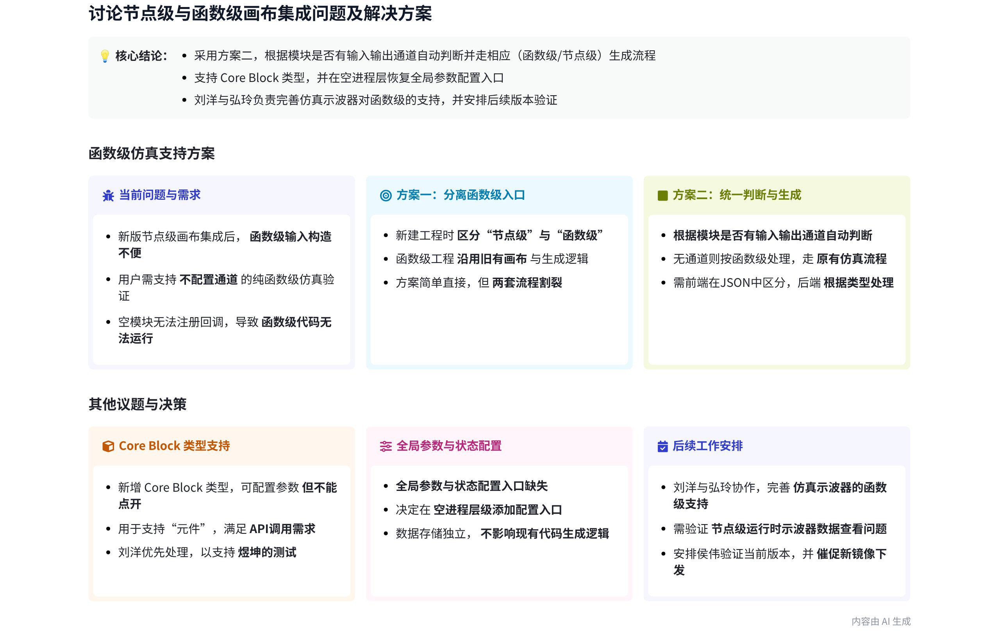 讨论节点级与函数级画布集成问题及解决方案
💡 核心结论：
• 采用方案二，根据模块是否有输入输出通道自动判断并走相应（函数级/节点级）生成流程
• 支持 Core Block 类型，并在空进程层恢复全局参数配置入口
• 刘洋与弘玲负责完善仿真示波器对函数级的支持，并安排后续版本验证
函数级仿真支持方案
当前问题与需求
• 新版节点级画布集成后， 函数级输入构造
不便
• 用户需支持 不配置通道 的纯函数级仿真验
证
• 空模块无法注册回调，导致 函数级代码无
法运行
方案一：分离函数级入口
• 新建工程时 区分“节点级”与“函数级”
• 函数级工程 沿用旧有画布 与生成逻辑
• 方案简单直接，但 两套流程割裂
方案二：统一判断与生成
• 根据模块是否有输入输出通道自动判断
• 无通道则按函数级处理，走 原有仿真流程
• 需前端在JSON中区分，后端 根据类型处理
其他议题与决策
Core Block 类型支持
• 新增 Core Block 类型，可配置参数 但不能
点开
• 用于支持“元件”，满足 API调用需求
• 刘洋优先处理，以支持 煜坤的测试
全局参数与状态配置
• 全局参数与状态配置入口缺失
• 决定在 空进程层级添加配置入口
• 数据存储独立， 不影响现有代码生成逻辑
后续工作安排
• 刘洋与弘玲协作，完善 仿真示波器的函数
级支持
• 需验证 节点级运行时示波器数据查看问题
• 安排侯伟验证当前版本，并 催促新镜像下
发
内容由 AI 生成